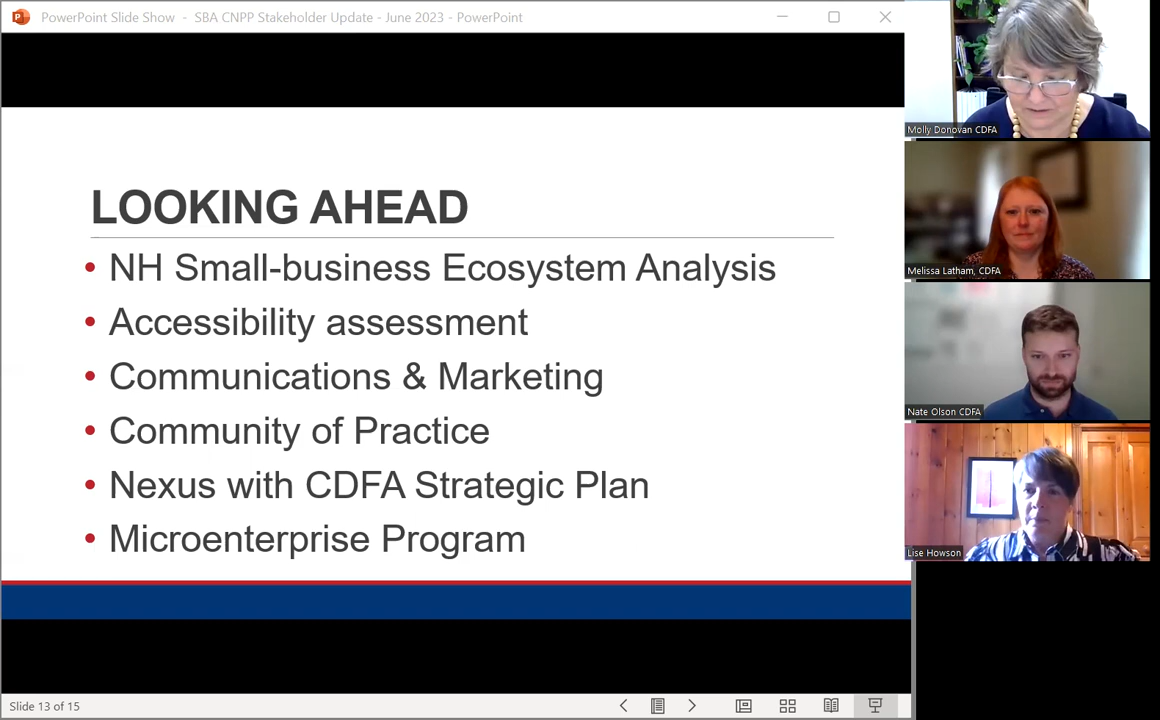 PowerPoint Slide Show - SBA CNPP Stakeholder Update - June 2023 - PowerPoint
LOOKING AHEAD
• NH Small-business Ecosystem Analysis
• Accessibility assessment
• Communications & Marketing
• Community of Practice
• Nexus with CDFA Strategic Plan
• Microenterprise Program
Slide 13 of 15
Molly Donovan CDFA
Melissa Latham, CDFA
Nate Olson CDFA
Lise Howson